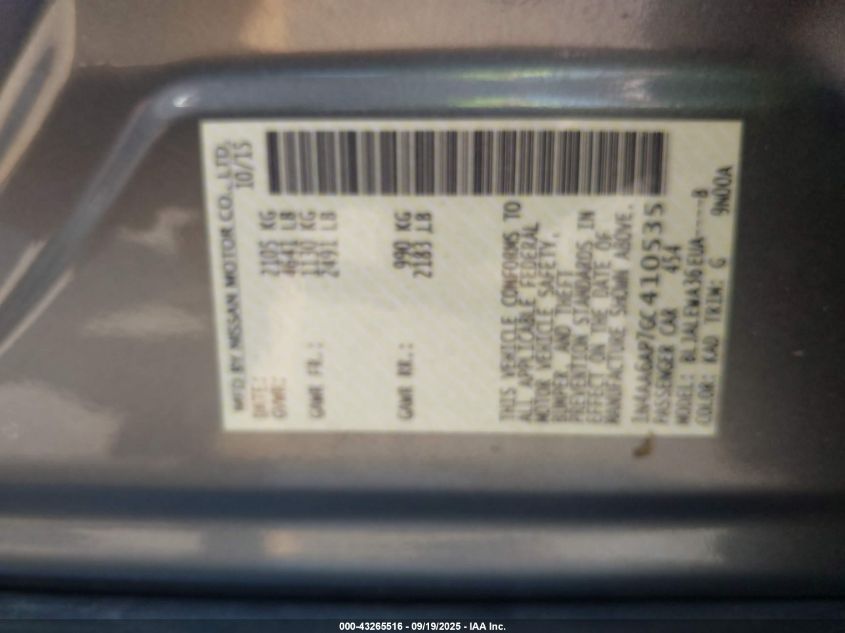 MFD BY NISSAN MOTOR CO., LTD.
DATE: 10/15
GVWR: 2105 KG
4641 LB
GAWR FR.: 1130 KG
2491 LB
GAWR RR.: 990 KG
2183 LB
THIS VEHICLE CONFORMS TO
ALL APPLICABLE FEDERAL
MOTOR VEHICLE SAFETY,
BUMPER, AND THEFT
PREVENTION STANDARDS IN
EFFECT ON THE DATE OF
MANUFACTURE SHOWN ABOVE.
1N4AA6AP7GC410535
PASSENGER CAR 454
MODEL: BLJALEWA36EUA----B
COLOR: KAD TRIM: G 9N00A
000-43265516 - 09/19/2025 - IAA Inc.